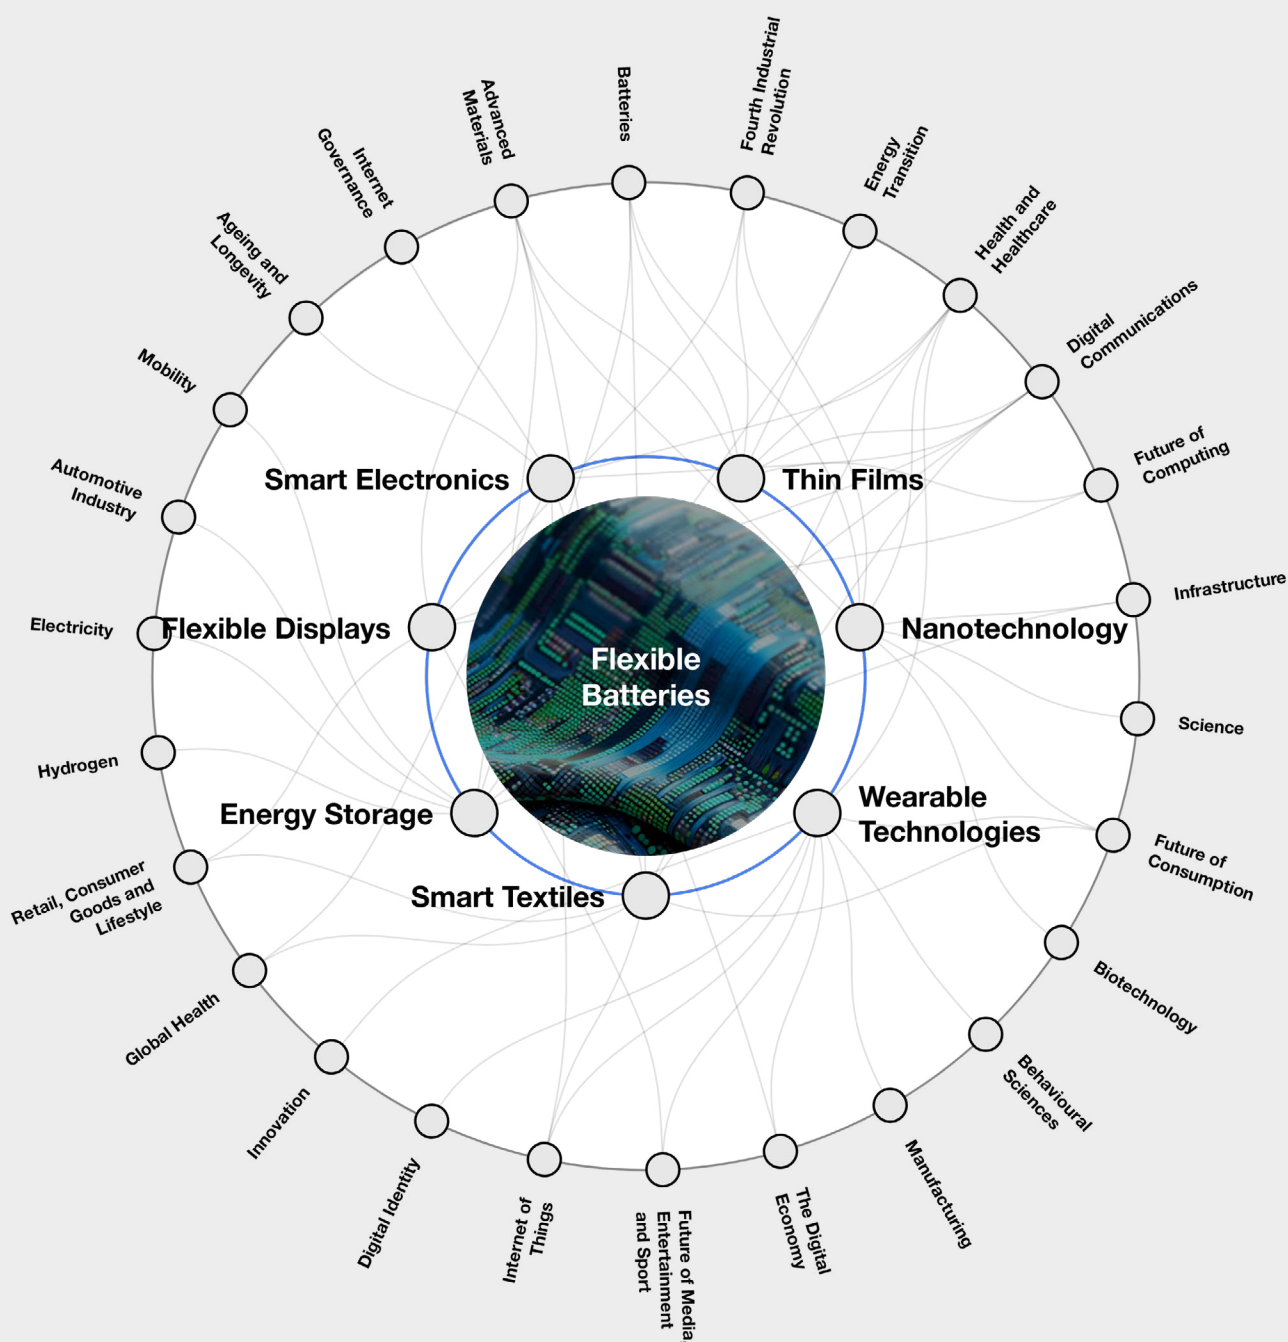 Batteries
Fourth Industrial
Revolution
Energy
Transition
Health and
Healthcare
Digital
Communications
Future of
Computing
Infrastructure
Science
Future of
Consumption
Biotechnology
Behavioural
Sciences
Manufacturing
The Digital
Economy
Future of Media,
Entertainment
and Sport
Internet of
Things
Digital Identity
Innovation
Global Health
Retail, Consumer
Goods and
Lifestyle
Hydrogen
Electricity
Automotive
Industry
Mobility
Ageing and
Longevity
Internet
Governance
Advanced
Materials
Smart Electronics
Thin Films
Flexible Displays
Nanotechnology
Flexible
Batteries
Energy Storage
Wearable
Technologies
Smart Textiles